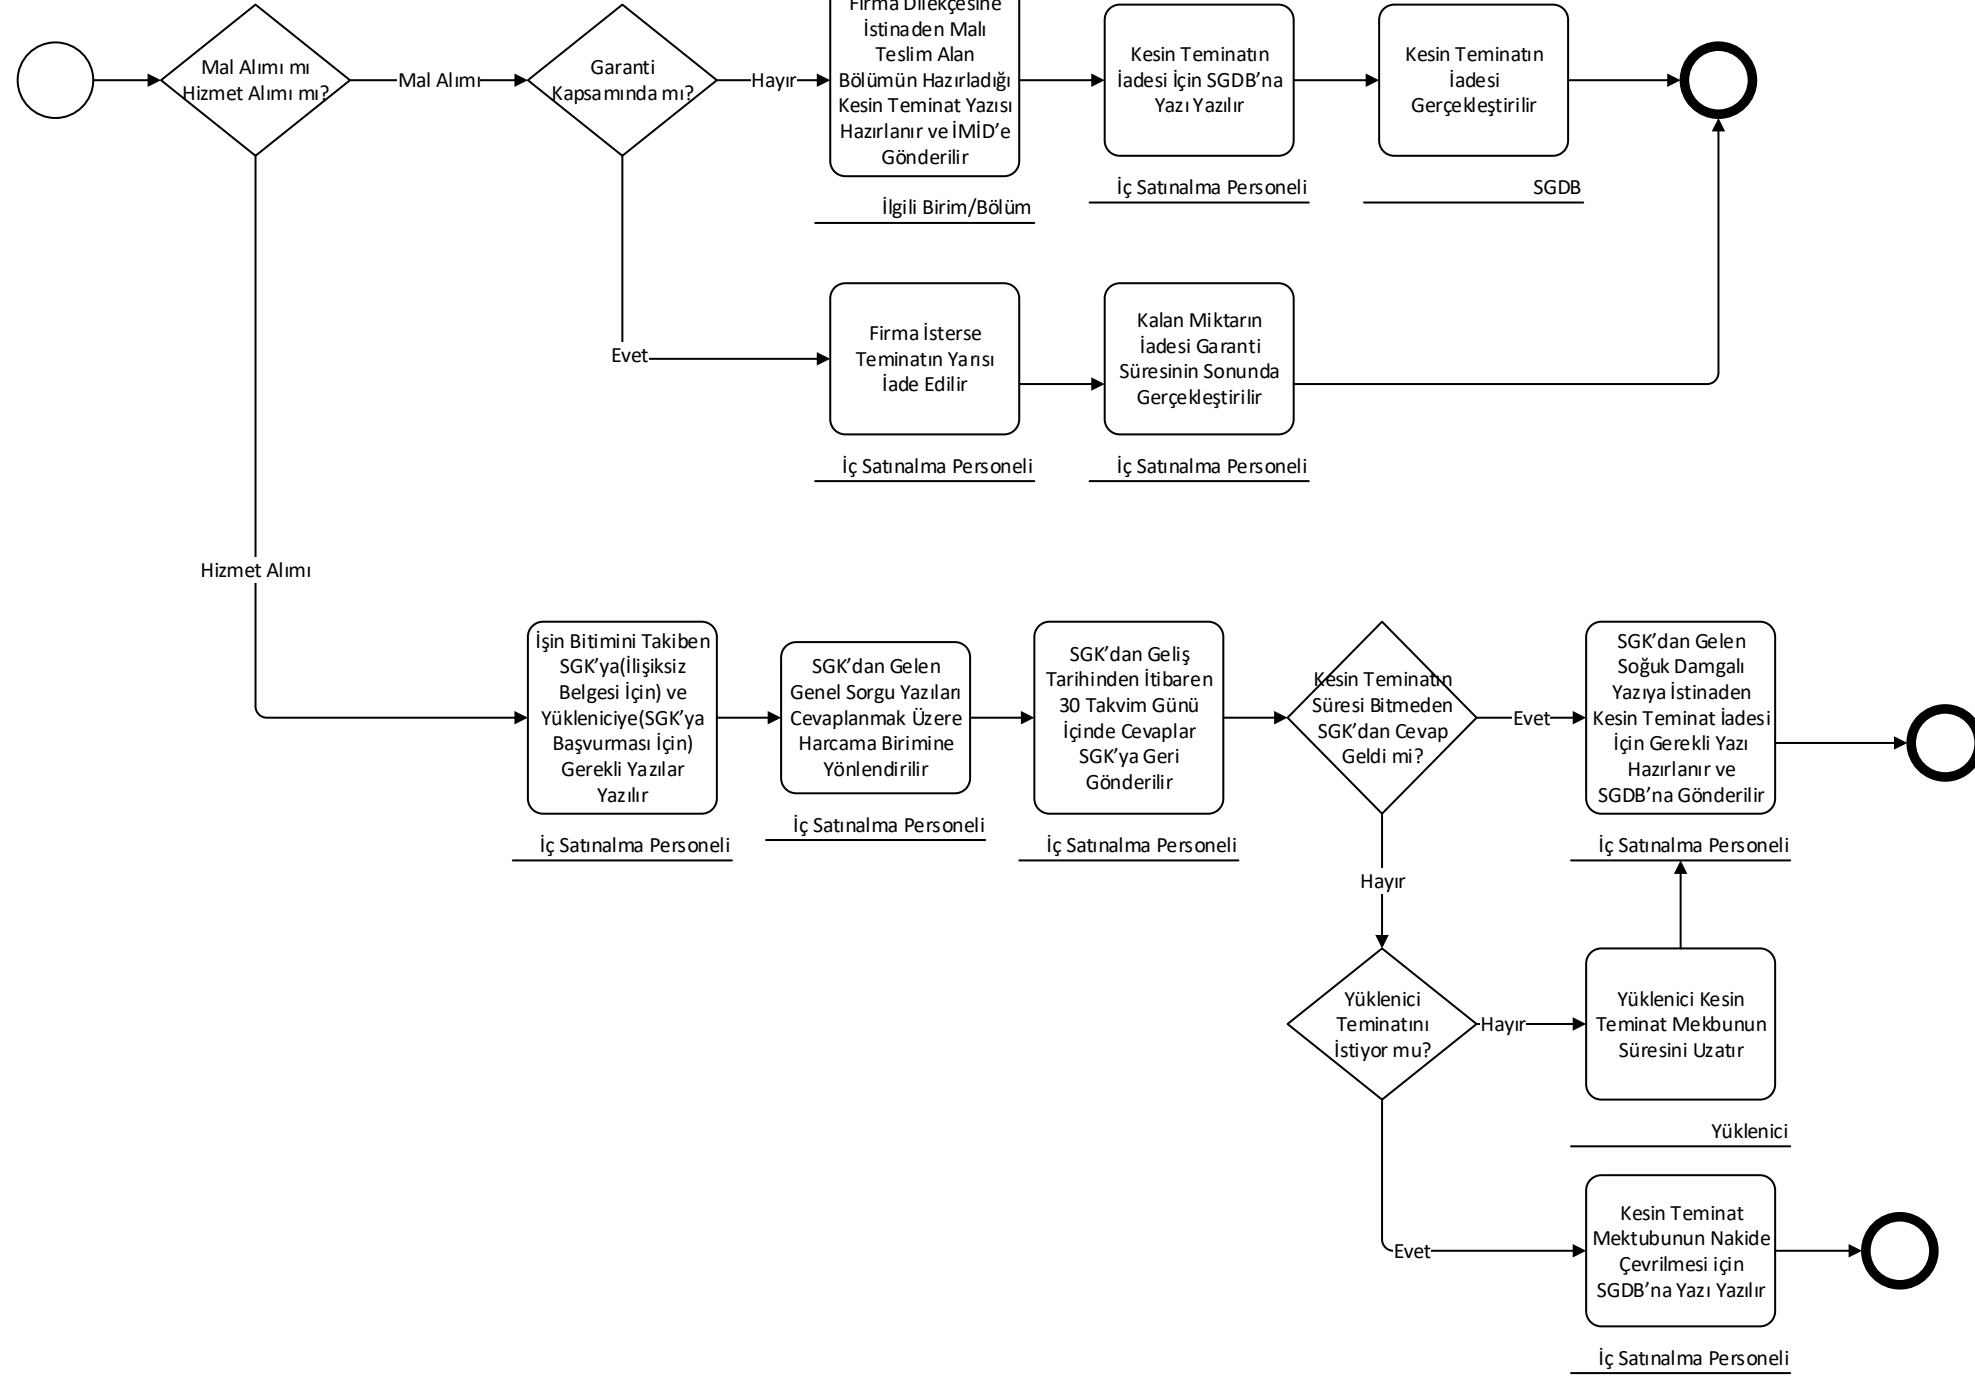 Mal Alımı mı
Hizmet Alımı mı?
Mal Alımı
Garanti
Kapsamında mı?
Hayır
Firma Dilekçesine
İstinaden Malı
Teslim Alan
Bölümün Hazırladığı
Kesin Teminat Yazısı
Hazırlanır ve İMİD’e
Gönderilir
İlgili Birim/Bölüm
Kesin Teminatın
İadesi İçin SGDB’na
Yazı Yazılır
İç Satınalma Personeli
Kesin Teminatın
İadesi
Gerçekleştirilir
SGDB
Evet
Firma İsterse
Teminatın Yarısı
İade Edilir
İç Satınalma Personeli
Kalan Miktarın
İadesi Garanti
Süresinin Sonunda
Gerçekleştirilir
İç Satınalma Personeli
Hizmet Alımı
İşin Bitimini Takiben
SGK’ya(İlişiksiz
Belgesi İçin) ve
Yükleniciye(SGK’ya
Başvurması İçin)
Gerekli Yazılar
Yazılır
İç Satınalma Personeli
SGK’dan Gelen
Genel Sorgu Yazıları
Cevaplanmak Üzere
Harcama Birimine
Yönlendirilir
İç Satınalma Personeli
SGK’dan Geliş
Tarihinden İtibaren
30 Takvim Günü
İçinde Cevaplar
SGK’ya Geri
Gönderilir
İç Satınalma Personeli
Kesin Teminatın
Süresi Bitmeden
SGK’dan Cevap
Geldi mi?
Evet
SGK’dan Gelen
Soğuk Damgalı
Yazıya İstinaden
Kesin Teminat İadesi
İçin Gerekli Yazı
Hazırlanır ve
SGDB’na Gönderilir
İç Satınalma Personeli
Hayır
Yüklenici
Teminatını
İstiyor mu?
Hayır
Yüklenici Kesin
Teminat Mekbunun
Süresini Uzatır
Yüklenici
Evet
Kesin Teminat
Mektubunun Nakide
Çevrilmesi için
SGDB’na Yazı Yazılır
İç Satınalma Personeli